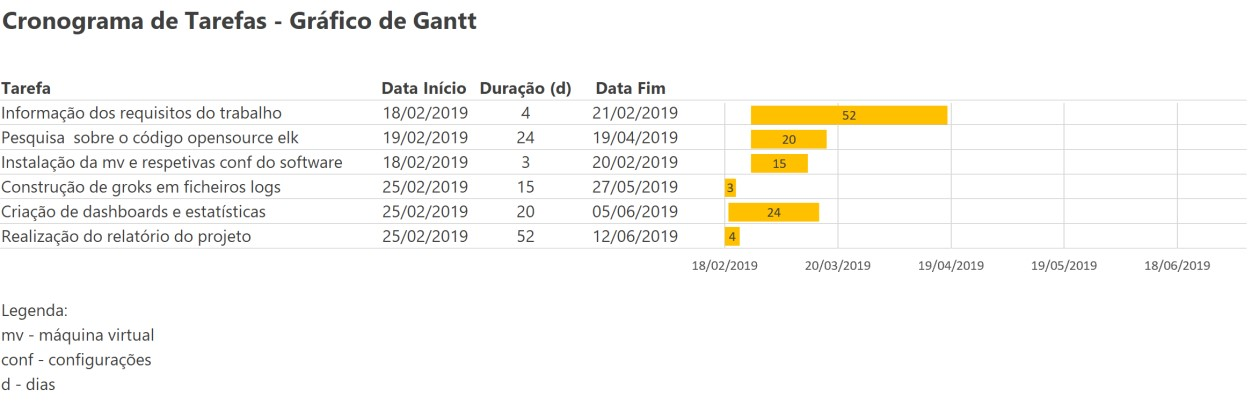 Cronograma de Tarefas - Gráfico de Gantt
Tarefa Data Início Duração (d) Data Fim
Informação dos requisitos do trabalho 18/02/2019 4 21/02/2019 52
Pesquisa  sobre o código opensource elk 19/02/2019 24 19/04/2019 20
Instalação da mv e respetivas conf do software 18/02/2019 3 20/02/2019 15
Construção de groks em ficheiros logs 25/02/2019 15 27/05/2019 3
Criação de dashboards e estatísticas 25/02/2019 20 05/06/2019 24
Realização do relatório do projeto 25/02/2019 52 12/06/2019 4
18/02/2019 20/03/2019 19/04/2019 19/05/2019 18/06/2019
Legenda:
mv - máquina virtual
conf - configurações
d - dias